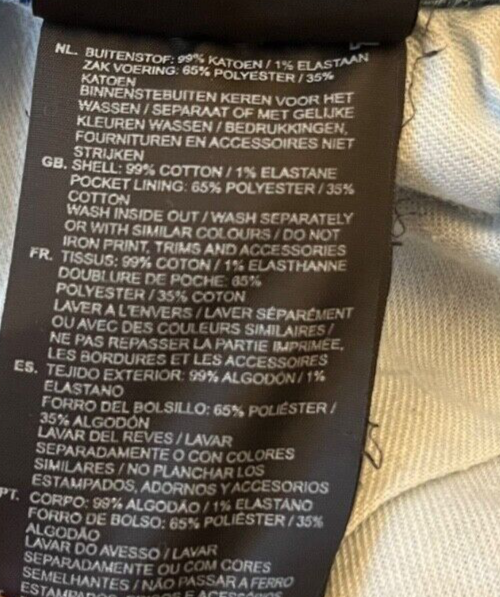 NL. BUITENSTOF: 99% KATOEN / 1% ELASTAAN
ZAK VOERING: 65% POLYESTER / 35%
KATOEN
BINNENSTEBUITEN KEREN VOOR HET
WASSEN / SEPARAAT OF MET GELIJKE
KLEUREN WASSEN / BEDRUKKINGEN,
FOURNITUREN EN ACCESSOIRES NIET
STRIJKEN
GB. SHELL: 99% COTTON / 1% ELASTANE
POCKET LINING: 65% POLYESTER / 35%
COTTON
WASH INSIDE OUT / WASH SEPARATELY
OR WITH SIMILAR COLOURS / DO NOT
IRON PRINT, TRIMS AND ACCESSORIES
FR. TISSUS: 99% COTON / 1% ELASTHANNE
DOUBLURE DE POCHE: 65%
POLYESTER / 35% COTON
LAVER A L'ENVERS / LAVER SÉPARÉMENT
OU AVEC DES COULEURS SIMILAIRES /
NE PAS REPASSER LA PARTIE IMPRIMÉE,
LES BORDURES ET LES ACCESSOIRES
ES. TEJIDO EXTERIOR: 99% ALGODÓN / 1%
ELASTANO
FORRO DEL BOLSILLO: 65% POLIÉSTER /
35% ALGODÓN
LAVAR DEL REVES / LAVAR
SEPARADAMENTE O CON COLORES
SIMILARES / NO PLANCHAR LOS
ESTAMPADOS, ADORNOS Y ACCESORIOS
PT. CORPO: 99% ALGODÃO / 1% ELASTANO
FORRO DE BOLSO: 65% POLIÉSTER / 35%
ALGODÃO
LAVAR DO AVESSO / LAVAR
SEPARADAMENTE OU COM CORES
SEMELHANTES / NÃO PASSAR A FERRO